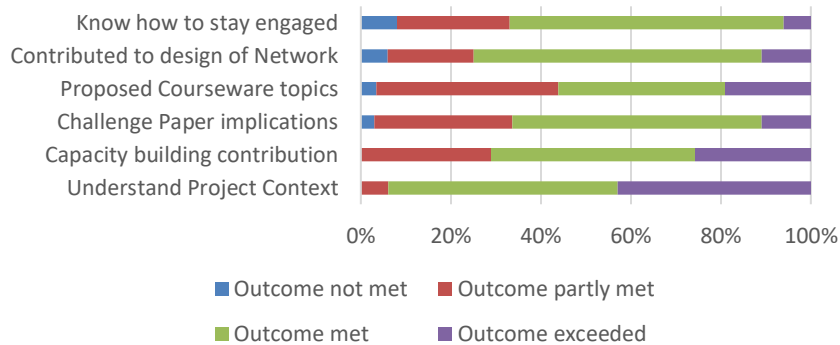 Know how to stay engaged
Contributed to design of Network
Proposed Courseware topics
Challenge Paper implications
Capacity building contribution
Understand Project Context
0% 20% 40% 60% 80% 100%
Outcome not met Outcome partly met
Outcome met Outcome exceeded